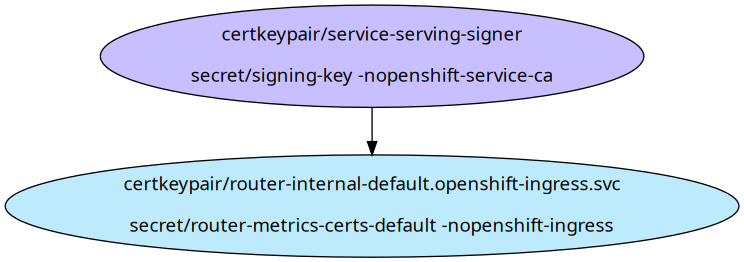 certkeypair/service-serving-signer
secret/signing-key -nopenshift-service-ca
certkeypair/router-internal-default.openshift-ingress.svc
secret/router-metrics-certs-default -nopenshift-ingress